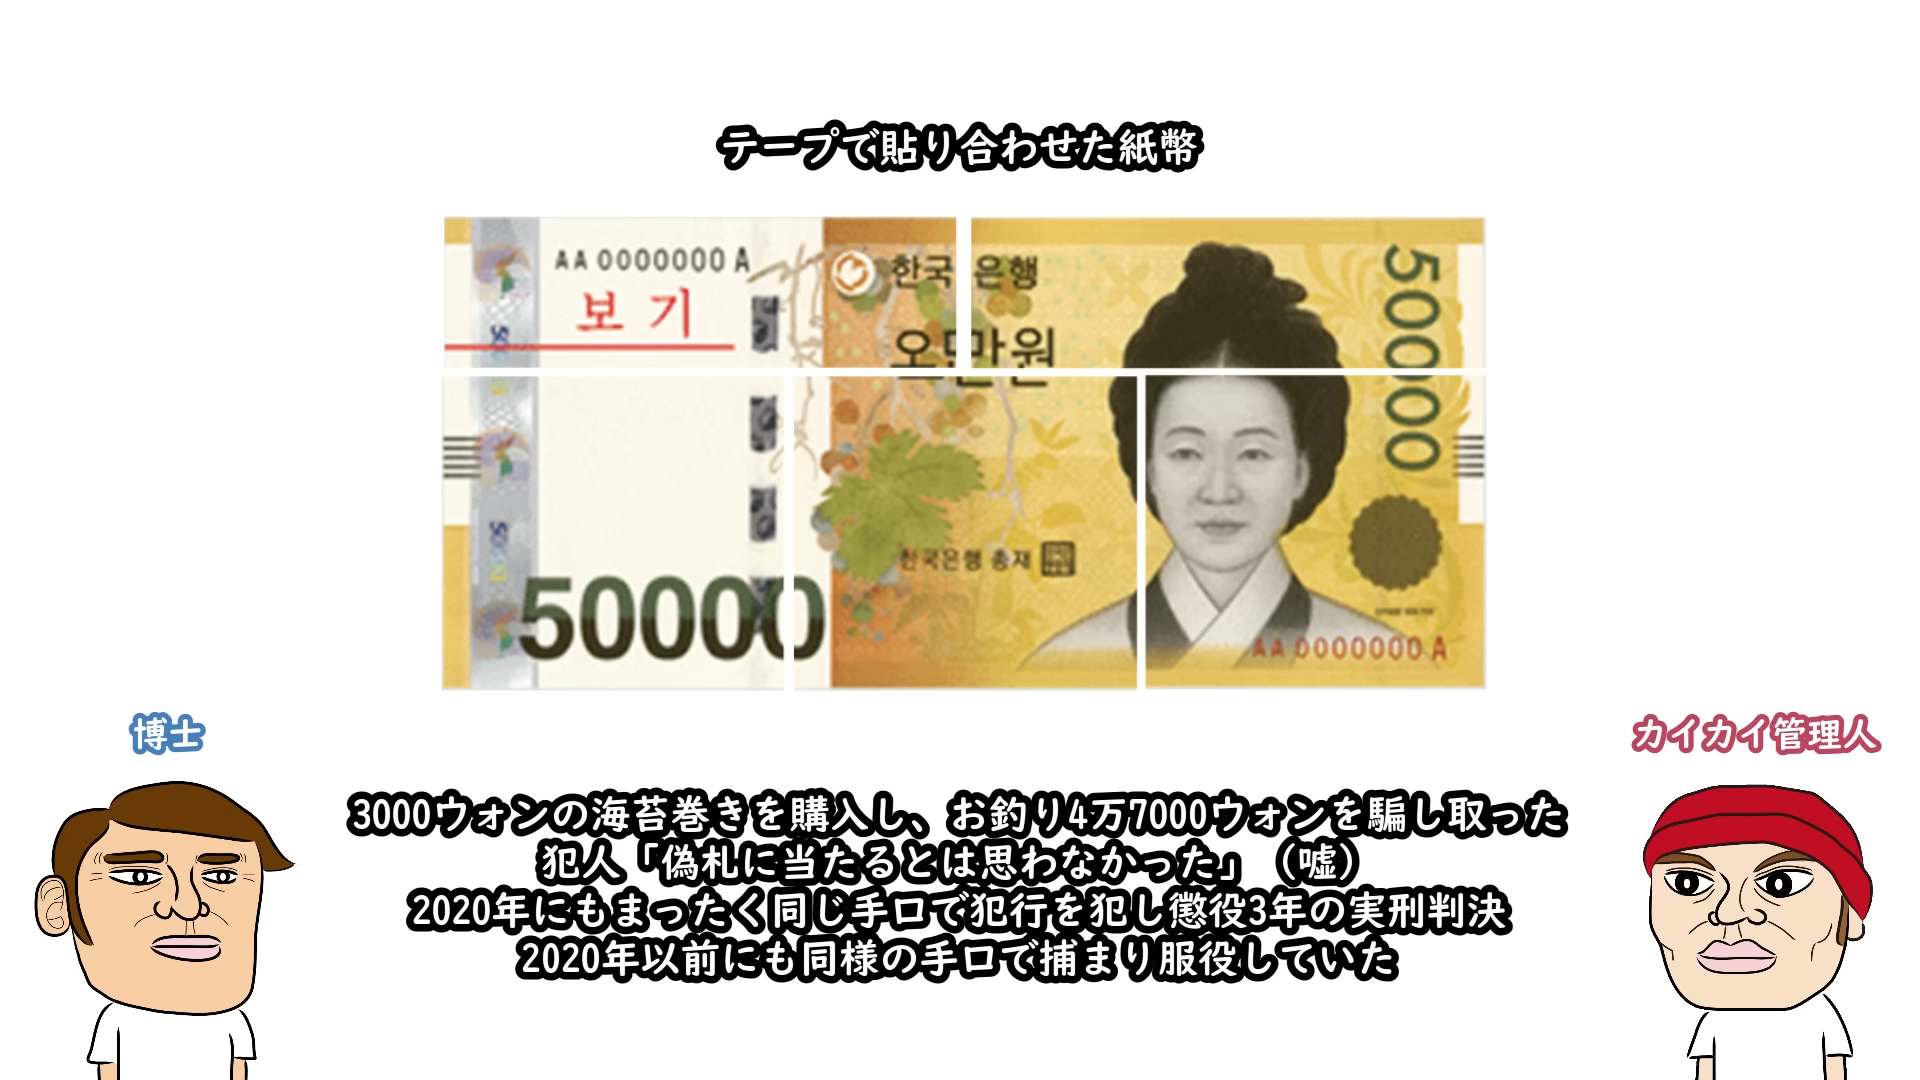 テープで貼り合わせた紙幣
AA 0000000 A
보기
한국 은행
오만원
50000
한국은행 총재
50000
AA 0000000 A
博士
カイカイ管理人
3000ウォンの海苔巻きを購入し、お釣り4万7000ウォンを騙し取った
犯人「偽札に当たるとは思わなかった」（嘘）
2020年にもまったく同じ手口で犯行を犯し懲役3年の実刑判決
2020年以前にも同様の手口で捕まり服役していた